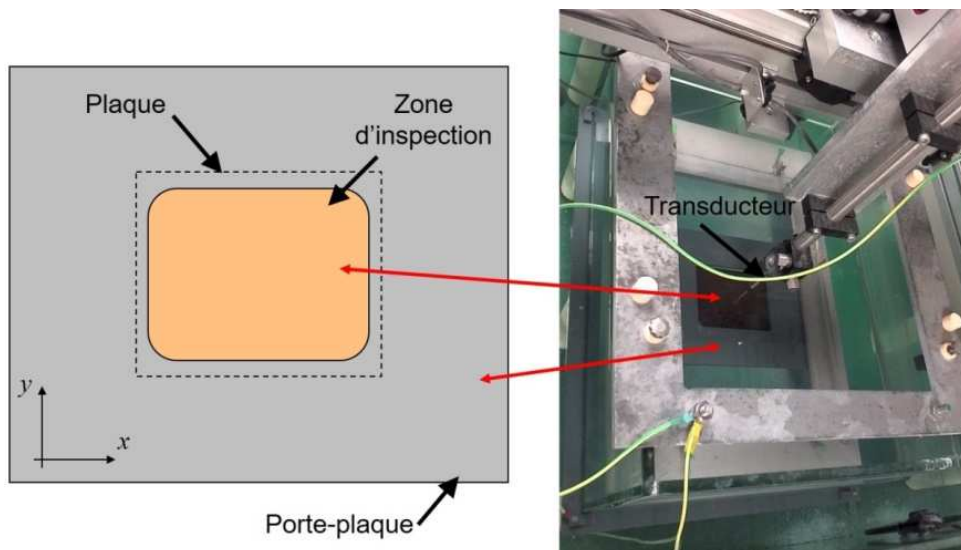 Plaque
Zone
d'inspection
Transducteur
y
x
Porte-plaque